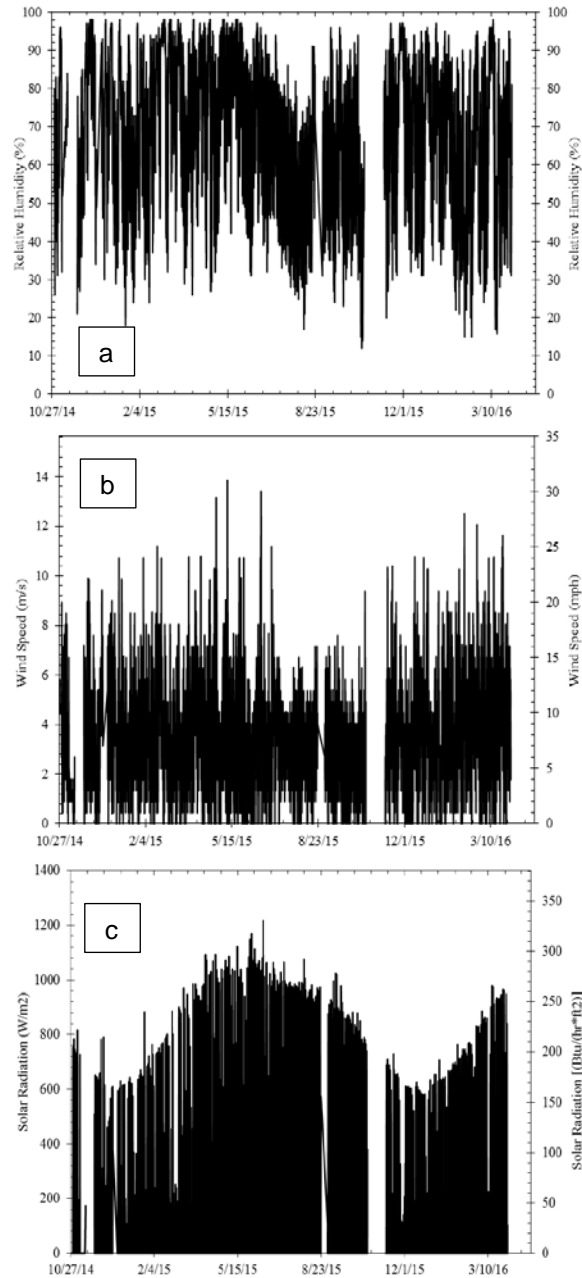 100 100
90 90
80 80
70 70
60 60
50 50
40 40
30 30
20 20
10 10
0 0
Relative Humidity (%)
Relative Humidity (%)
a
10/27/14 2/4/15 5/15/15 8/23/15 12/1/15 3/10/16
35
14 30
12 25
10
8 20
6 15
4 10
2 5
0 0
Wind Speed (m/s)
Wind Speed (mph)
b
10/27/14 2/4/15 5/15/15 8/23/15 12/1/15 3/10/16
1400
350
1200 300
1000 250
800 200
600 150
400 100
200 50
0 0
Solar Radiation (W/m2)
Solar Radiation [(Btu/(hr*ft2)]
c
10/27/14 2/4/15 5/15/15 8/23/15 12/1/15 3/10/16